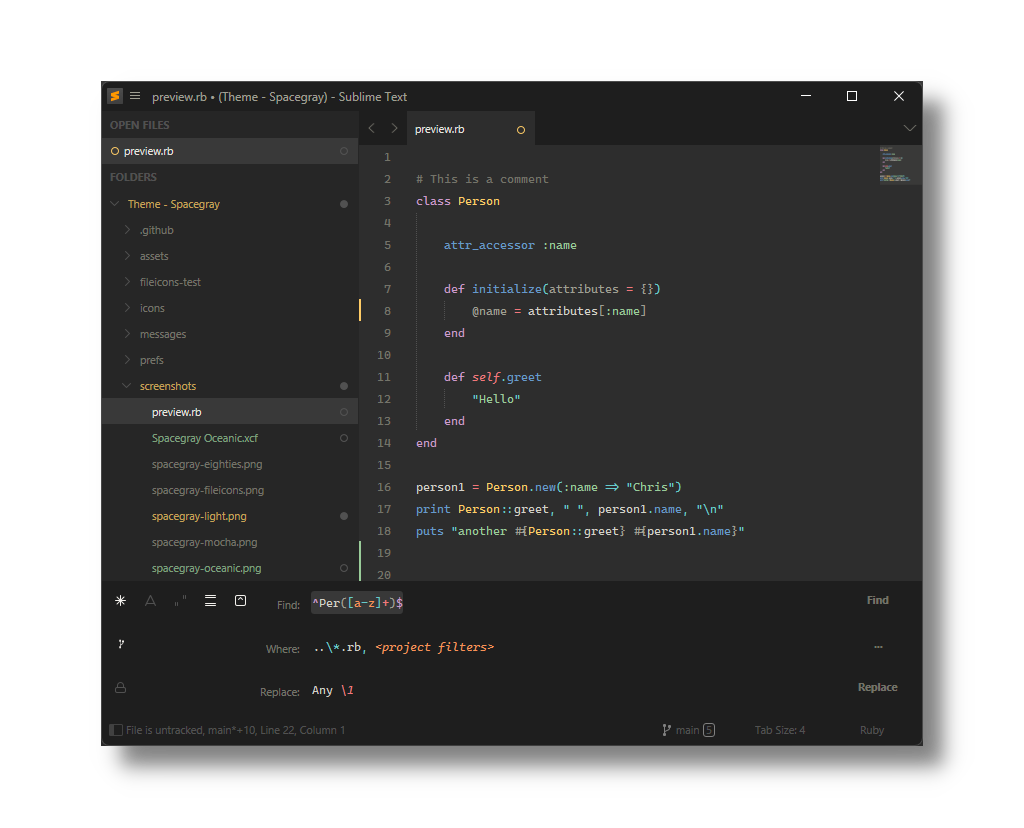 preview.rb • (Theme - Spacegray) - Sublime Text
OPEN FILES
preview.rb
FOLDERS
Theme - Spacegray
.github
assets
fileicons-test
icons
messages
prefs
screenshots
preview.rb
Spacegray Oceanic.xcf
spacegray-eighties.png
spacegray-fileicons.png
spacegray-light.png
spacegray-mocha.png
spacegray-oceanic.png
preview.rb
1
2 # This is a comment
3 class Person
4
5 attr_accessor :name
6
7 def initialize(attributes = {})
8 @name = attributes[:name]
9 end
10
11 def self.greet
12 "Hello"
13 end
14 end
15
16 person1 = Person.new(:name => "Chris")
17 print Person::greet, " ", person1.name, "\n"
18 puts "another #{Person::greet} #{person1.name}"
19
20
Find: ^Per([a-z]+)$ Find
Where: ..\*.rb, <project filters> ...
Replace: Any \1 Replace
File is untracked, main*+10, Line 22, Column 1 main 5 Tab Size: 4 Ruby